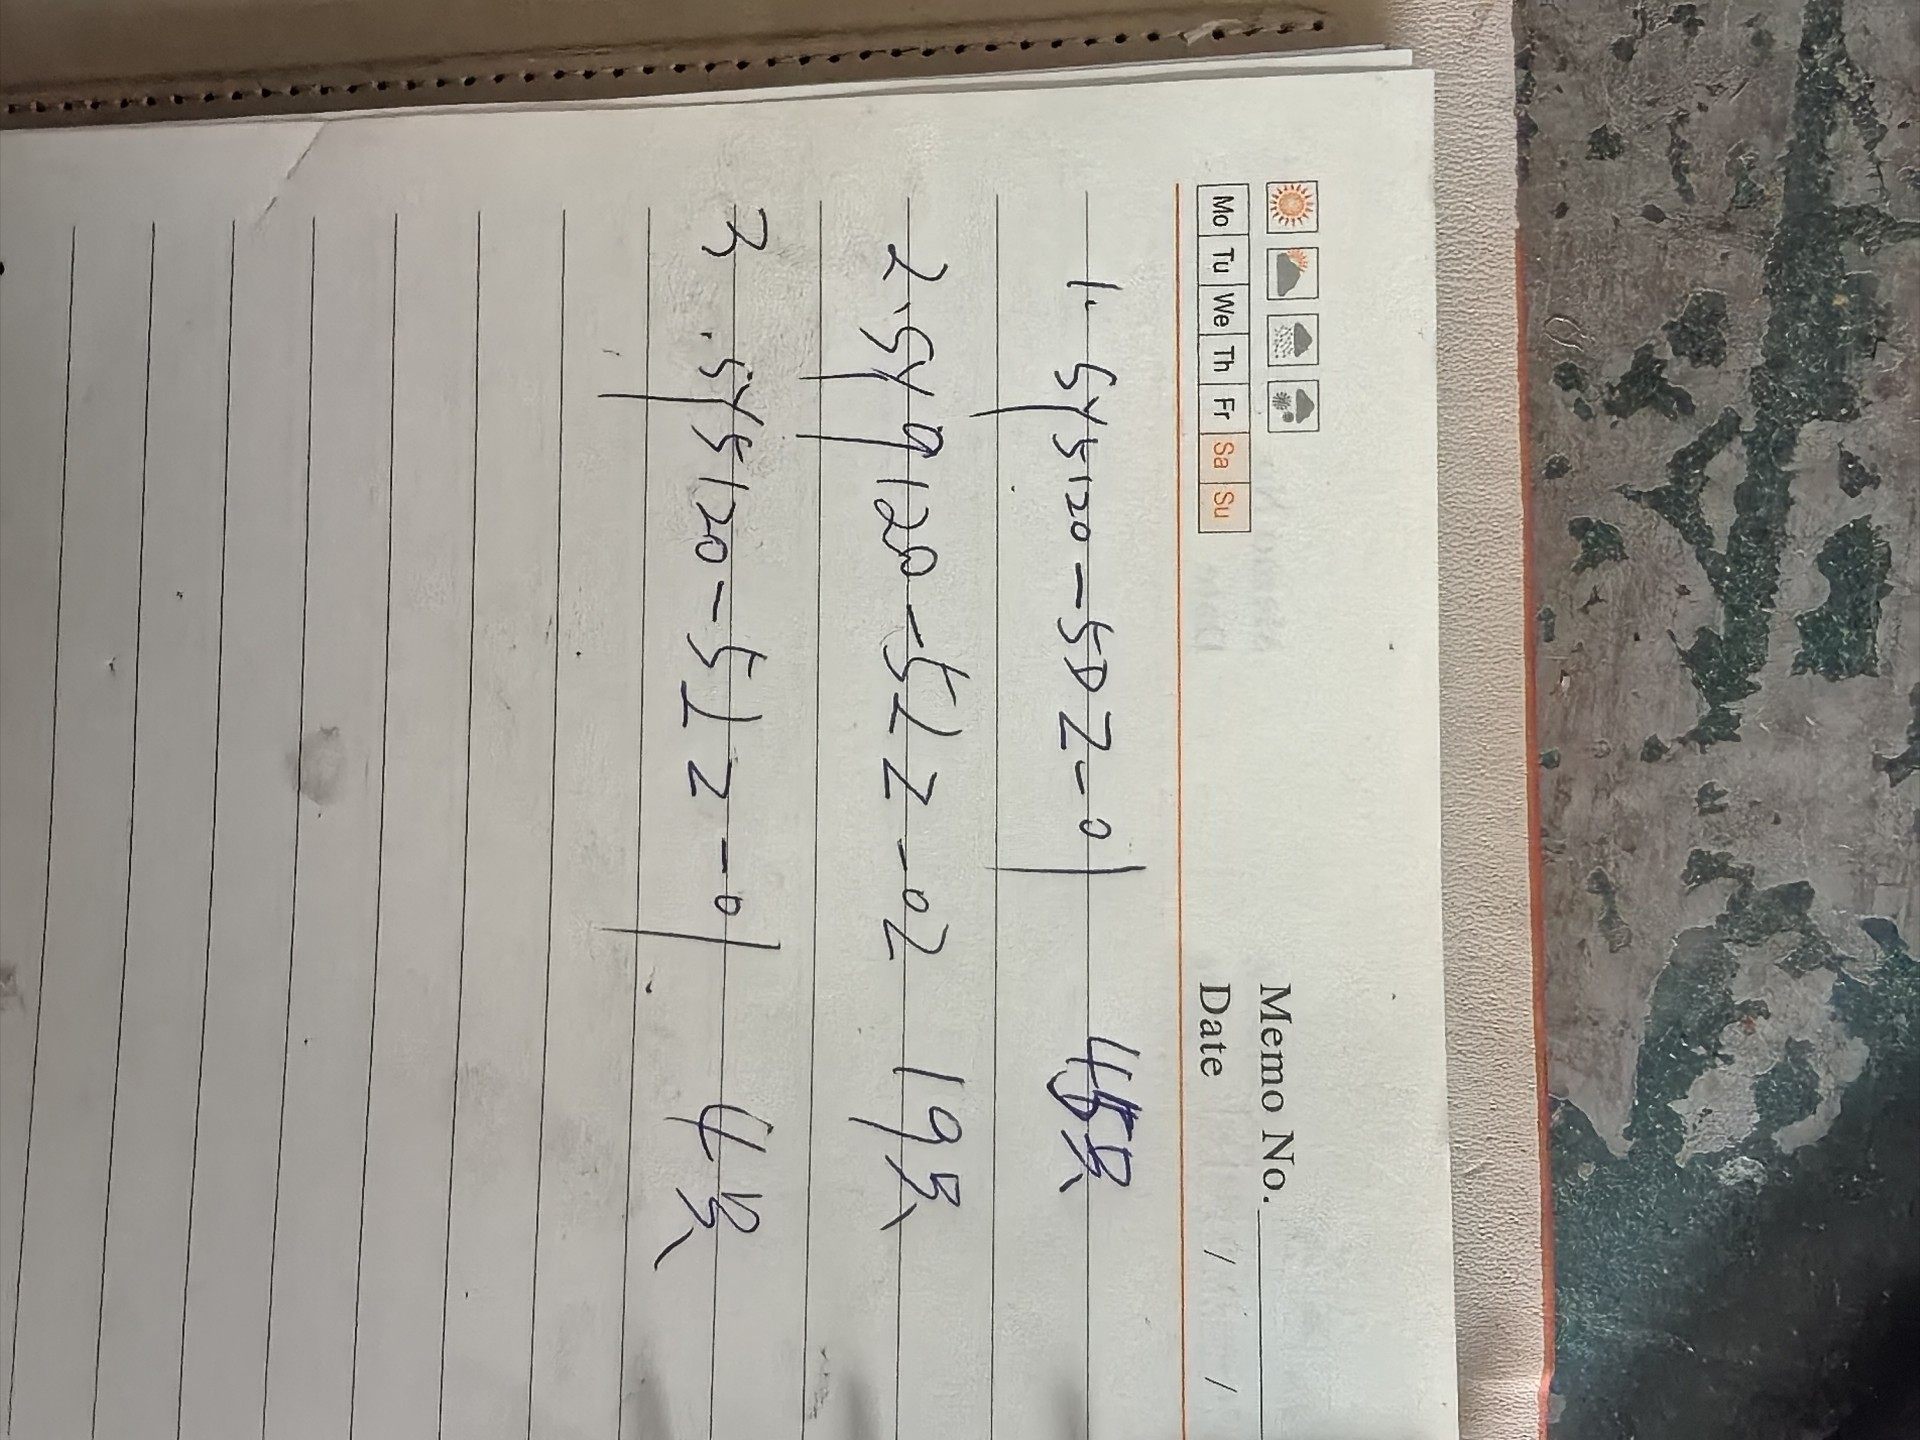 Memo No.
Mo Tu We Th Fr Sa Su
Date / /
1. SY5120-5DZ-01 45只
2. SY9120-5LZ-02 19只
3. SY5120-5LZ-01 4只